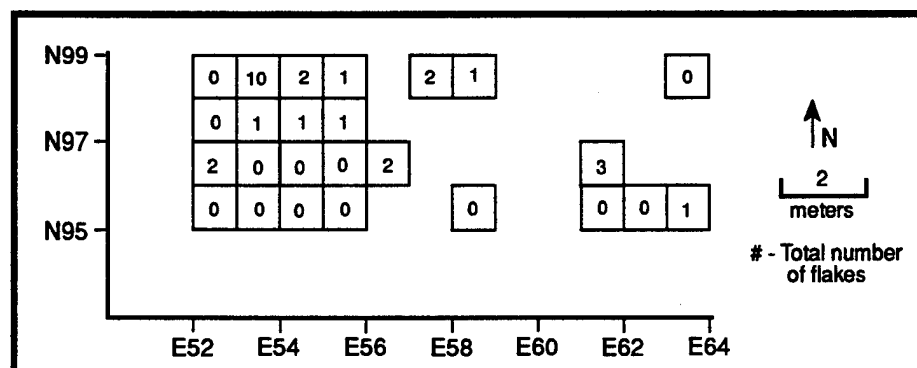 N99
0 10 2 1 2 1 0
0 1 1 1
N97
N
2 0 0 0 2 3
2
meters
0 0 0 0 0 0 0 1
N95
# - Total number
of flakes
E52 E54 E56 E58 E60 E62 E64